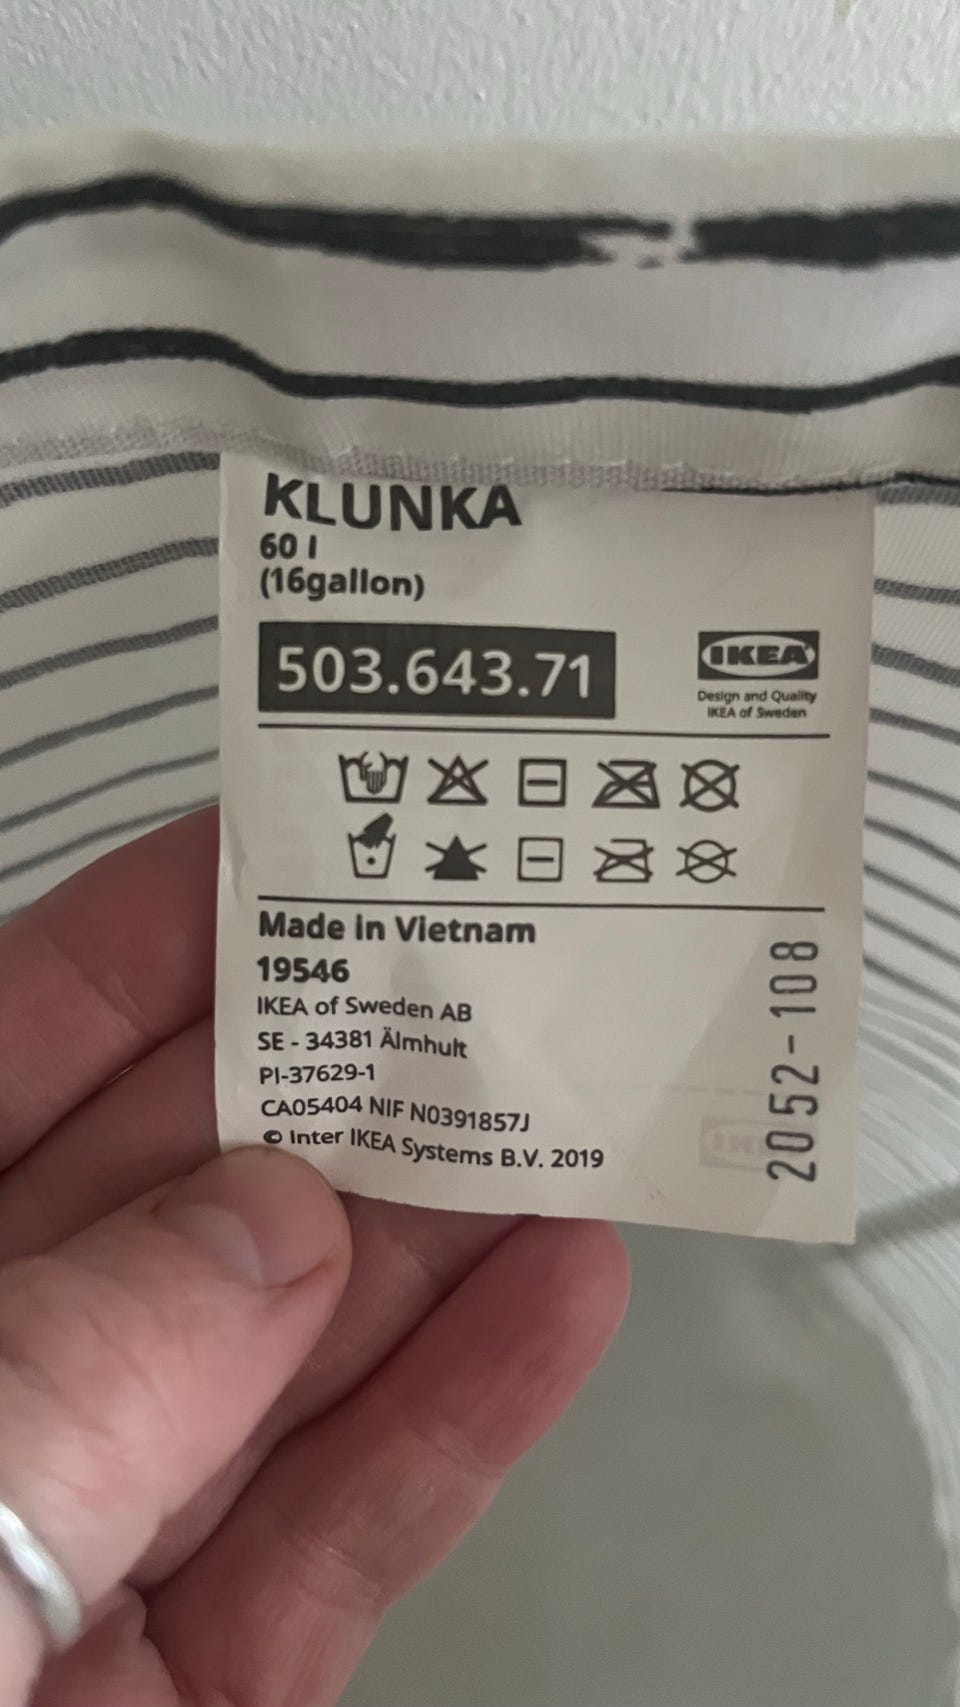 KLUNKA
60 l
(16gallon)
503.643.71
IKEA
Design and Quality
IKEA of Sweden
Made in Vietnam
19546
IKEA of Sweden AB
SE - 34381 Älmhult
PI-37629-1
CA05404 NIF N0391857J
© Inter IKEA Systems B.V. 2019
2052-108